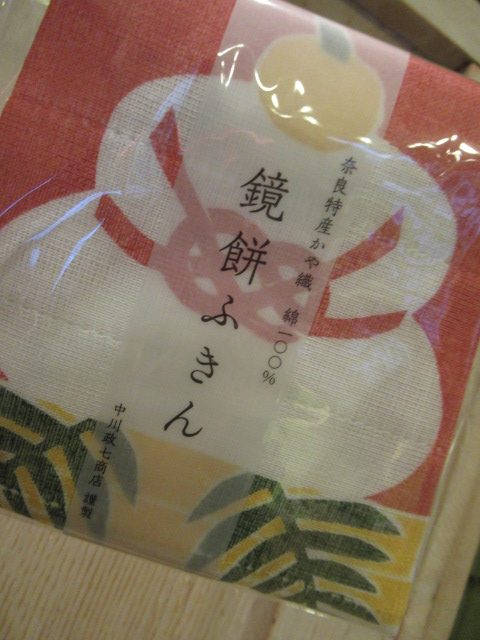 奈良特産かや織 綿一〇〇%
鏡餅ふきん
中川政七商店 謹製